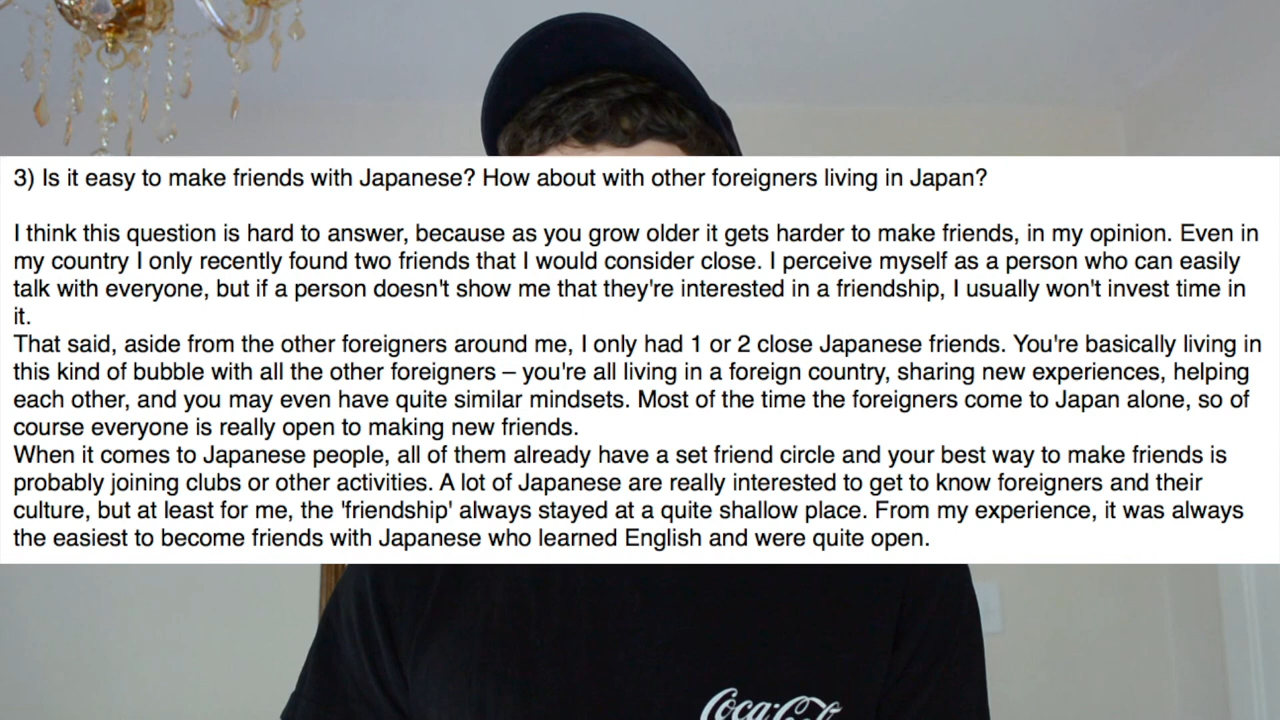 3) Is it easy to make friends with Japanese? How about with other foreigners living in Japan?
I think this question is hard to answer, because as you grow older it gets harder to make friends, in my opinion. Even in
my country I only recently found two friends that I would consider close. I perceive myself as a person who can easily
talk with everyone, but if a person doesn't show me that they're interested in a friendship, I usually won't invest time in
it.
That said, aside from the other foreigners around me, I only had 1 or 2 close Japanese friends. You're basically living in
this kind of bubble with all the other foreigners – you're all living in a foreign country, sharing new experiences, helping
each other, and you may even have quite similar mindsets. Most of the time the foreigners come to Japan alone, so of
course everyone is really open to making new friends.
When it comes to Japanese people, all of them already have a set friend circle and your best way to make friends is
probably joining clubs or other activities. A lot of Japanese are really interested to get to know foreigners and their
culture, but at least for me, the 'friendship' always stayed at a quite shallow place. From my experience, it was always
the easiest to become friends with Japanese who learned English and were quite open.
Coca-Cola